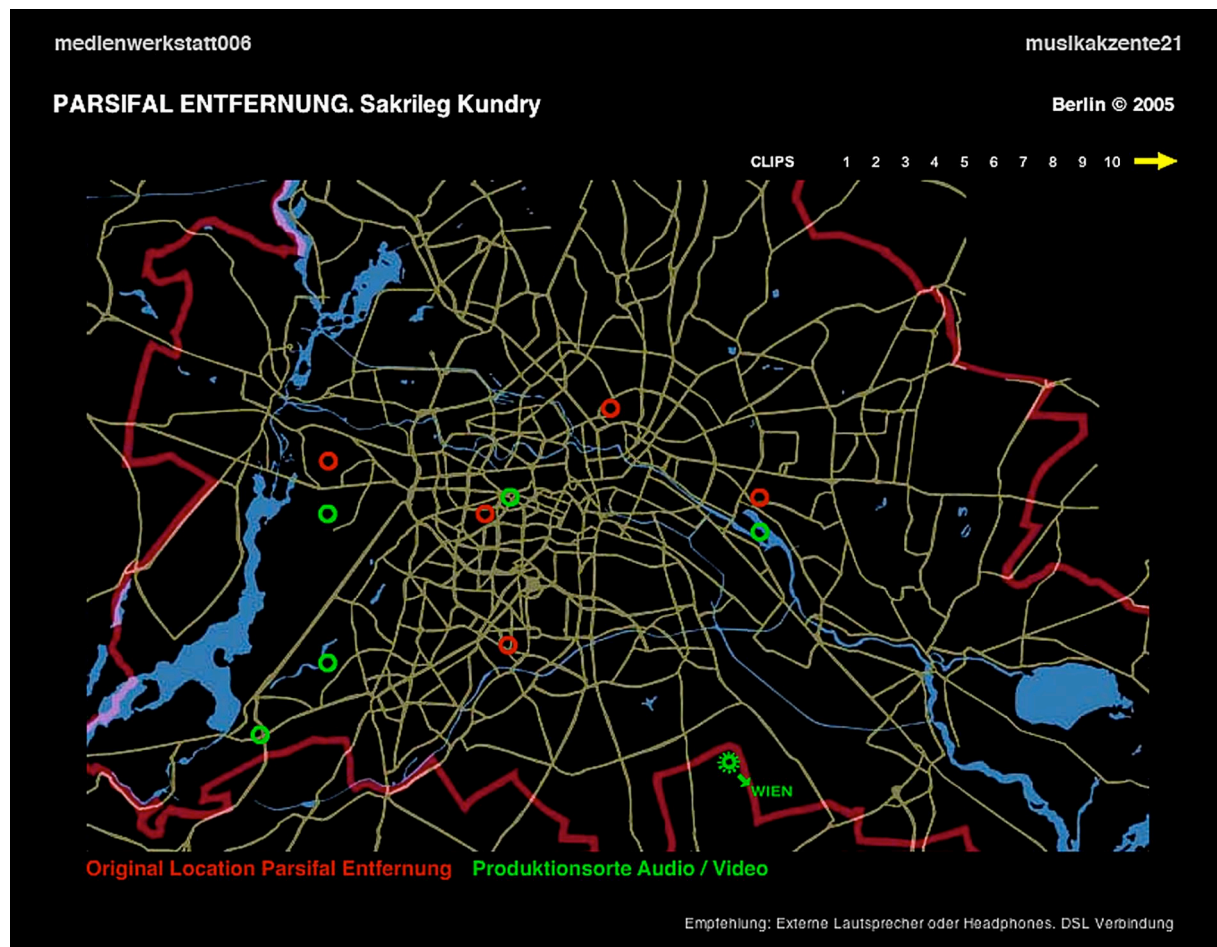 medienwerkstatt006
musikakzente21
PARSIFAL ENTFERNUNG. Sakrileg Kundry
Berlin © 2005
CLIPS 1 2 3 4 5 6 7 8 9 10
WIEN
Original Location Parsifal Entfernung
Produktionsorte Audio / Video
Empfehlung: Externe Lautsprecher oder Headphones. DSL Verbindung